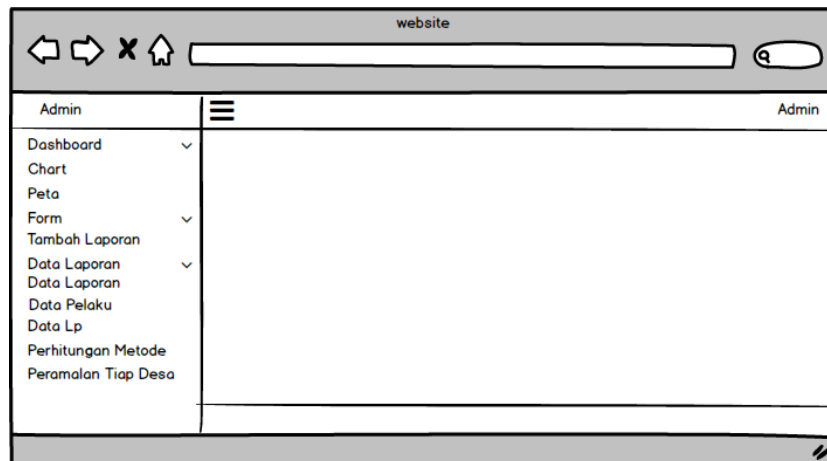 website
Admin
Admin
Dashboard
Chart
Peta
Form
Tambah Laporan
Data Laporan
Data Laporan
Data Pelaku
Data Lp
Perhitungan Metode
Peramalan Tiap Desa